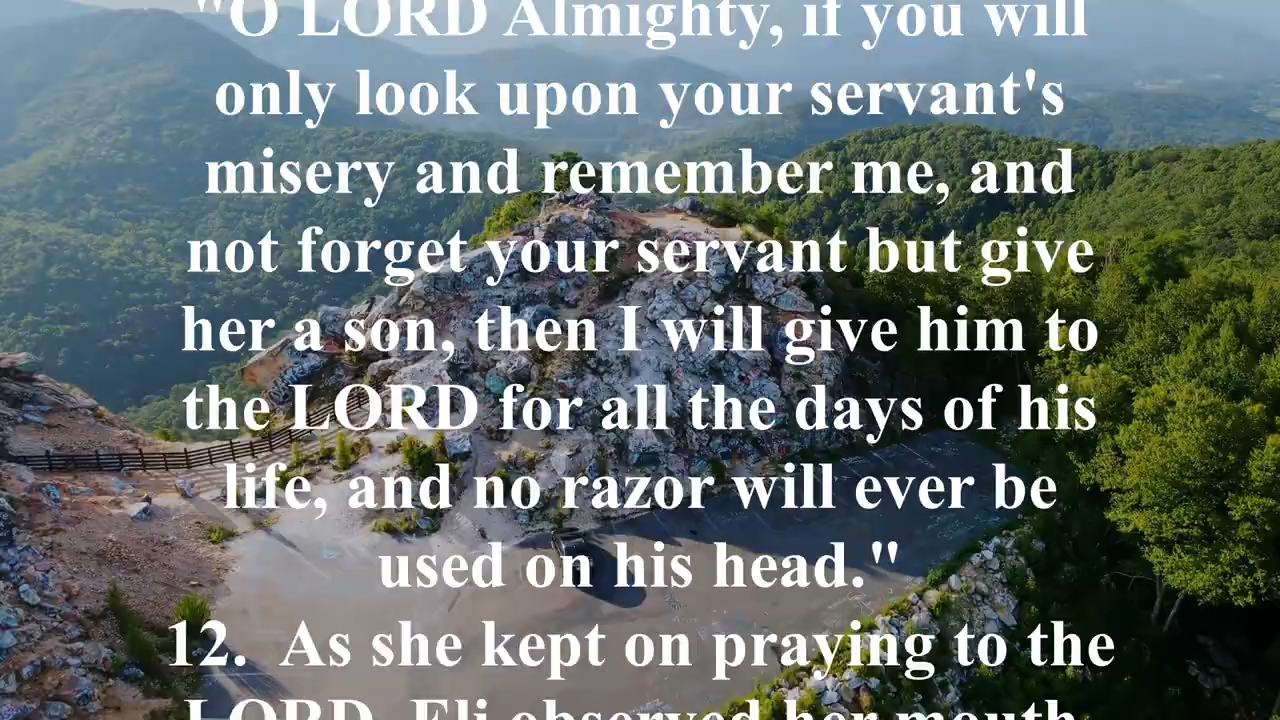 "O LORD Almighty, if you will
only look upon your servant's
misery and remember me, and
not forget your servant but give
her a son, then I will give him to
the LORD for all the days of his
life, and no razor will ever be
used on his head."
12. As she kept on praying to the
LORD, Eli observed her mouth.